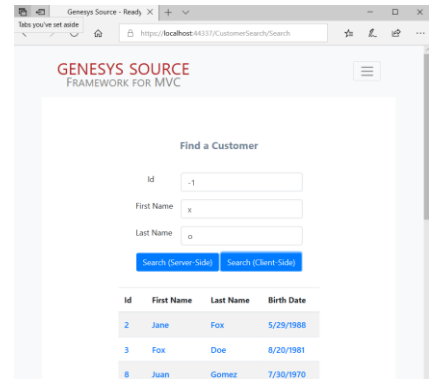 Genesys Source - Ready
Tabs you've set aside
https://localhost:44337/CustomerSearch/Search
GENESYS SOURCE
FRAMEWORK FOR MVC
Find a Customer
Id -1
First Name x
Last Name o
Search (Server-Side) Search (Client-Side)
Id First Name Last Name Birth Date
2 Jane Fox 5/29/1988
3 Fox Doe 8/20/1981
8 Juan Gomez 7/30/1970